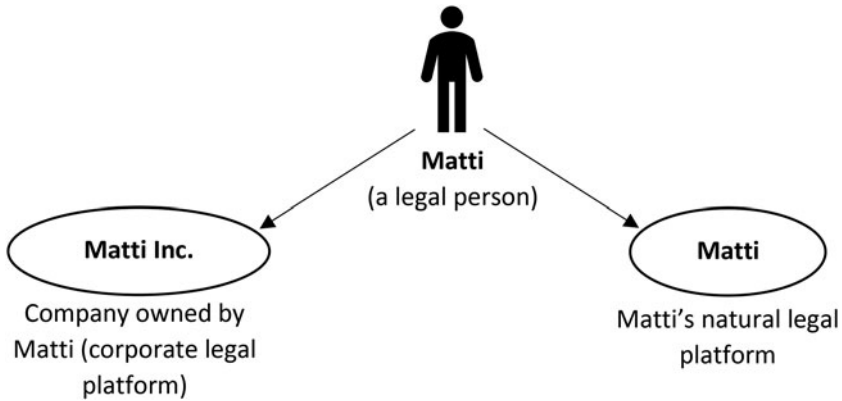 Matti
(a legal person)
Matti Inc.
Company owned by
Matti (corporate legal
platform)
Matti
Matti’s natural legal
platform